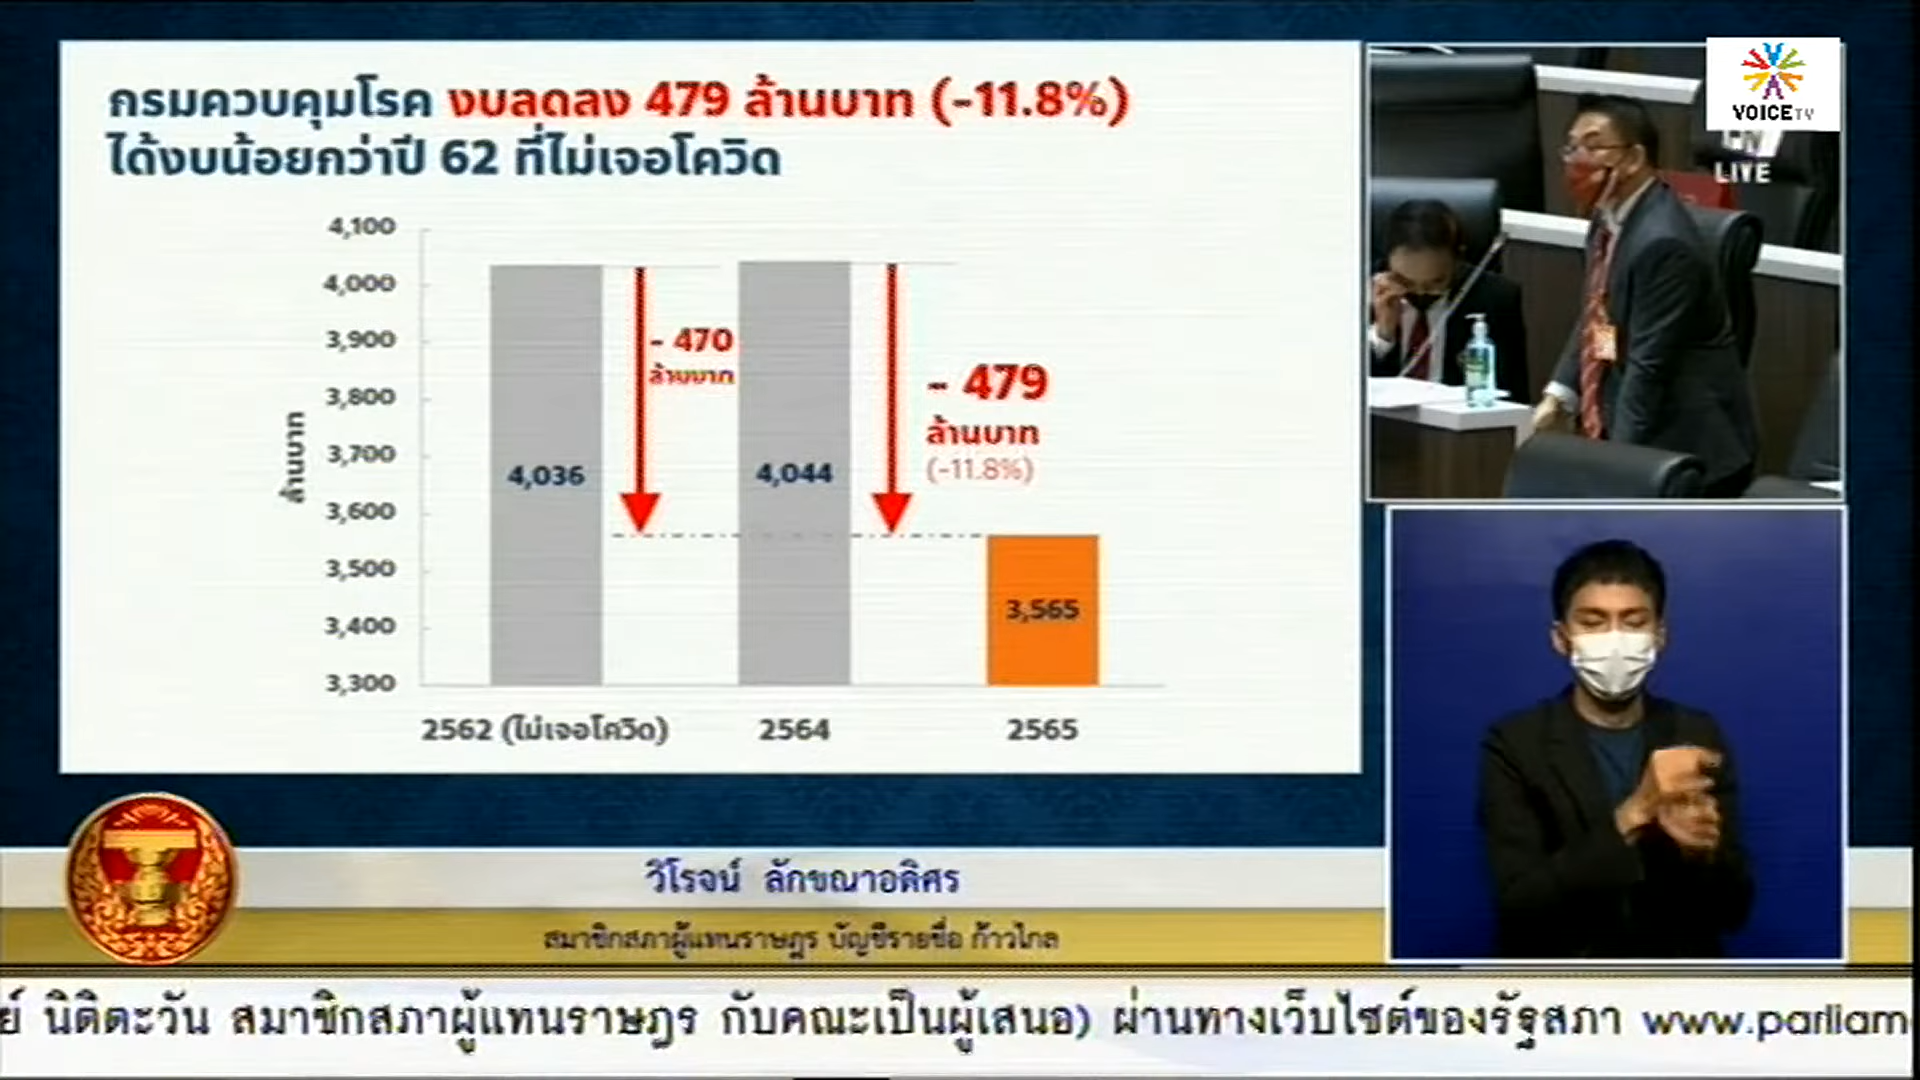 กรมควบคุมโรค งบลดลง 479 ล้านบาท (-11.8%)
ได้งบน้อยกว่าปี 62 ที่ไม่เจอโควิด
4,100
4,000
3,900
3,800
3,700
3,600
3,500
3,400
3,300
ล้านบาท
- 470
ล้านบาท
- 479
ล้านบาท
(-11.8%)
4,036
4,044
3,565
2562 (ไม่เจอโควิด)
2564
2565
VOICE TV
LIVE
วิโรจน์ ลักขณาอดิศร
สมาชิกสภาผู้แทนราษฎร บัญชีรายชื่อ ก้าวไกล
ย์ นิติตะวัน สมาชิกสภาผู้แทนราษฎร กับคณะเป็นผู้เสนอ) ผ่านทางเว็บไซต์ของรัฐสภา www.parliam